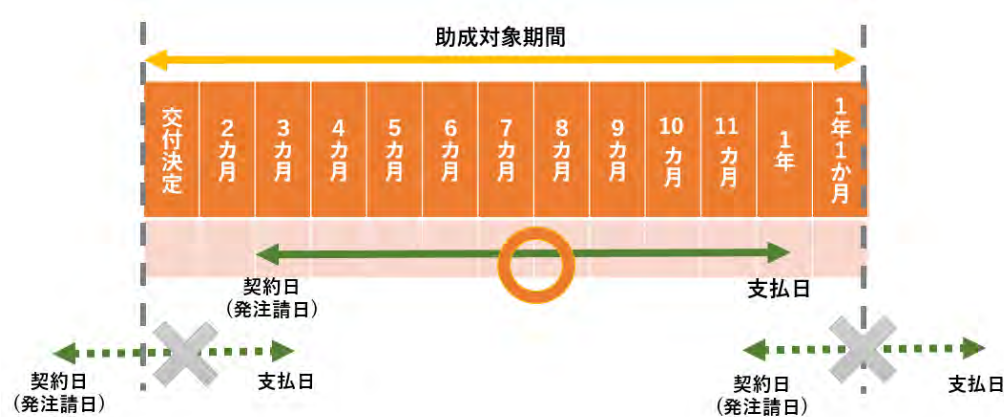 助成対象期間
交付決定
2カ月
3カ月
4カ月
5カ月
6カ月
7カ月
8カ月
9カ月
10カ月
11カ月
1年
1年1か月
契約日
(発注請日)
支払日
契約日
(発注請日)
支払日
契約日
(発注請日)
支払日